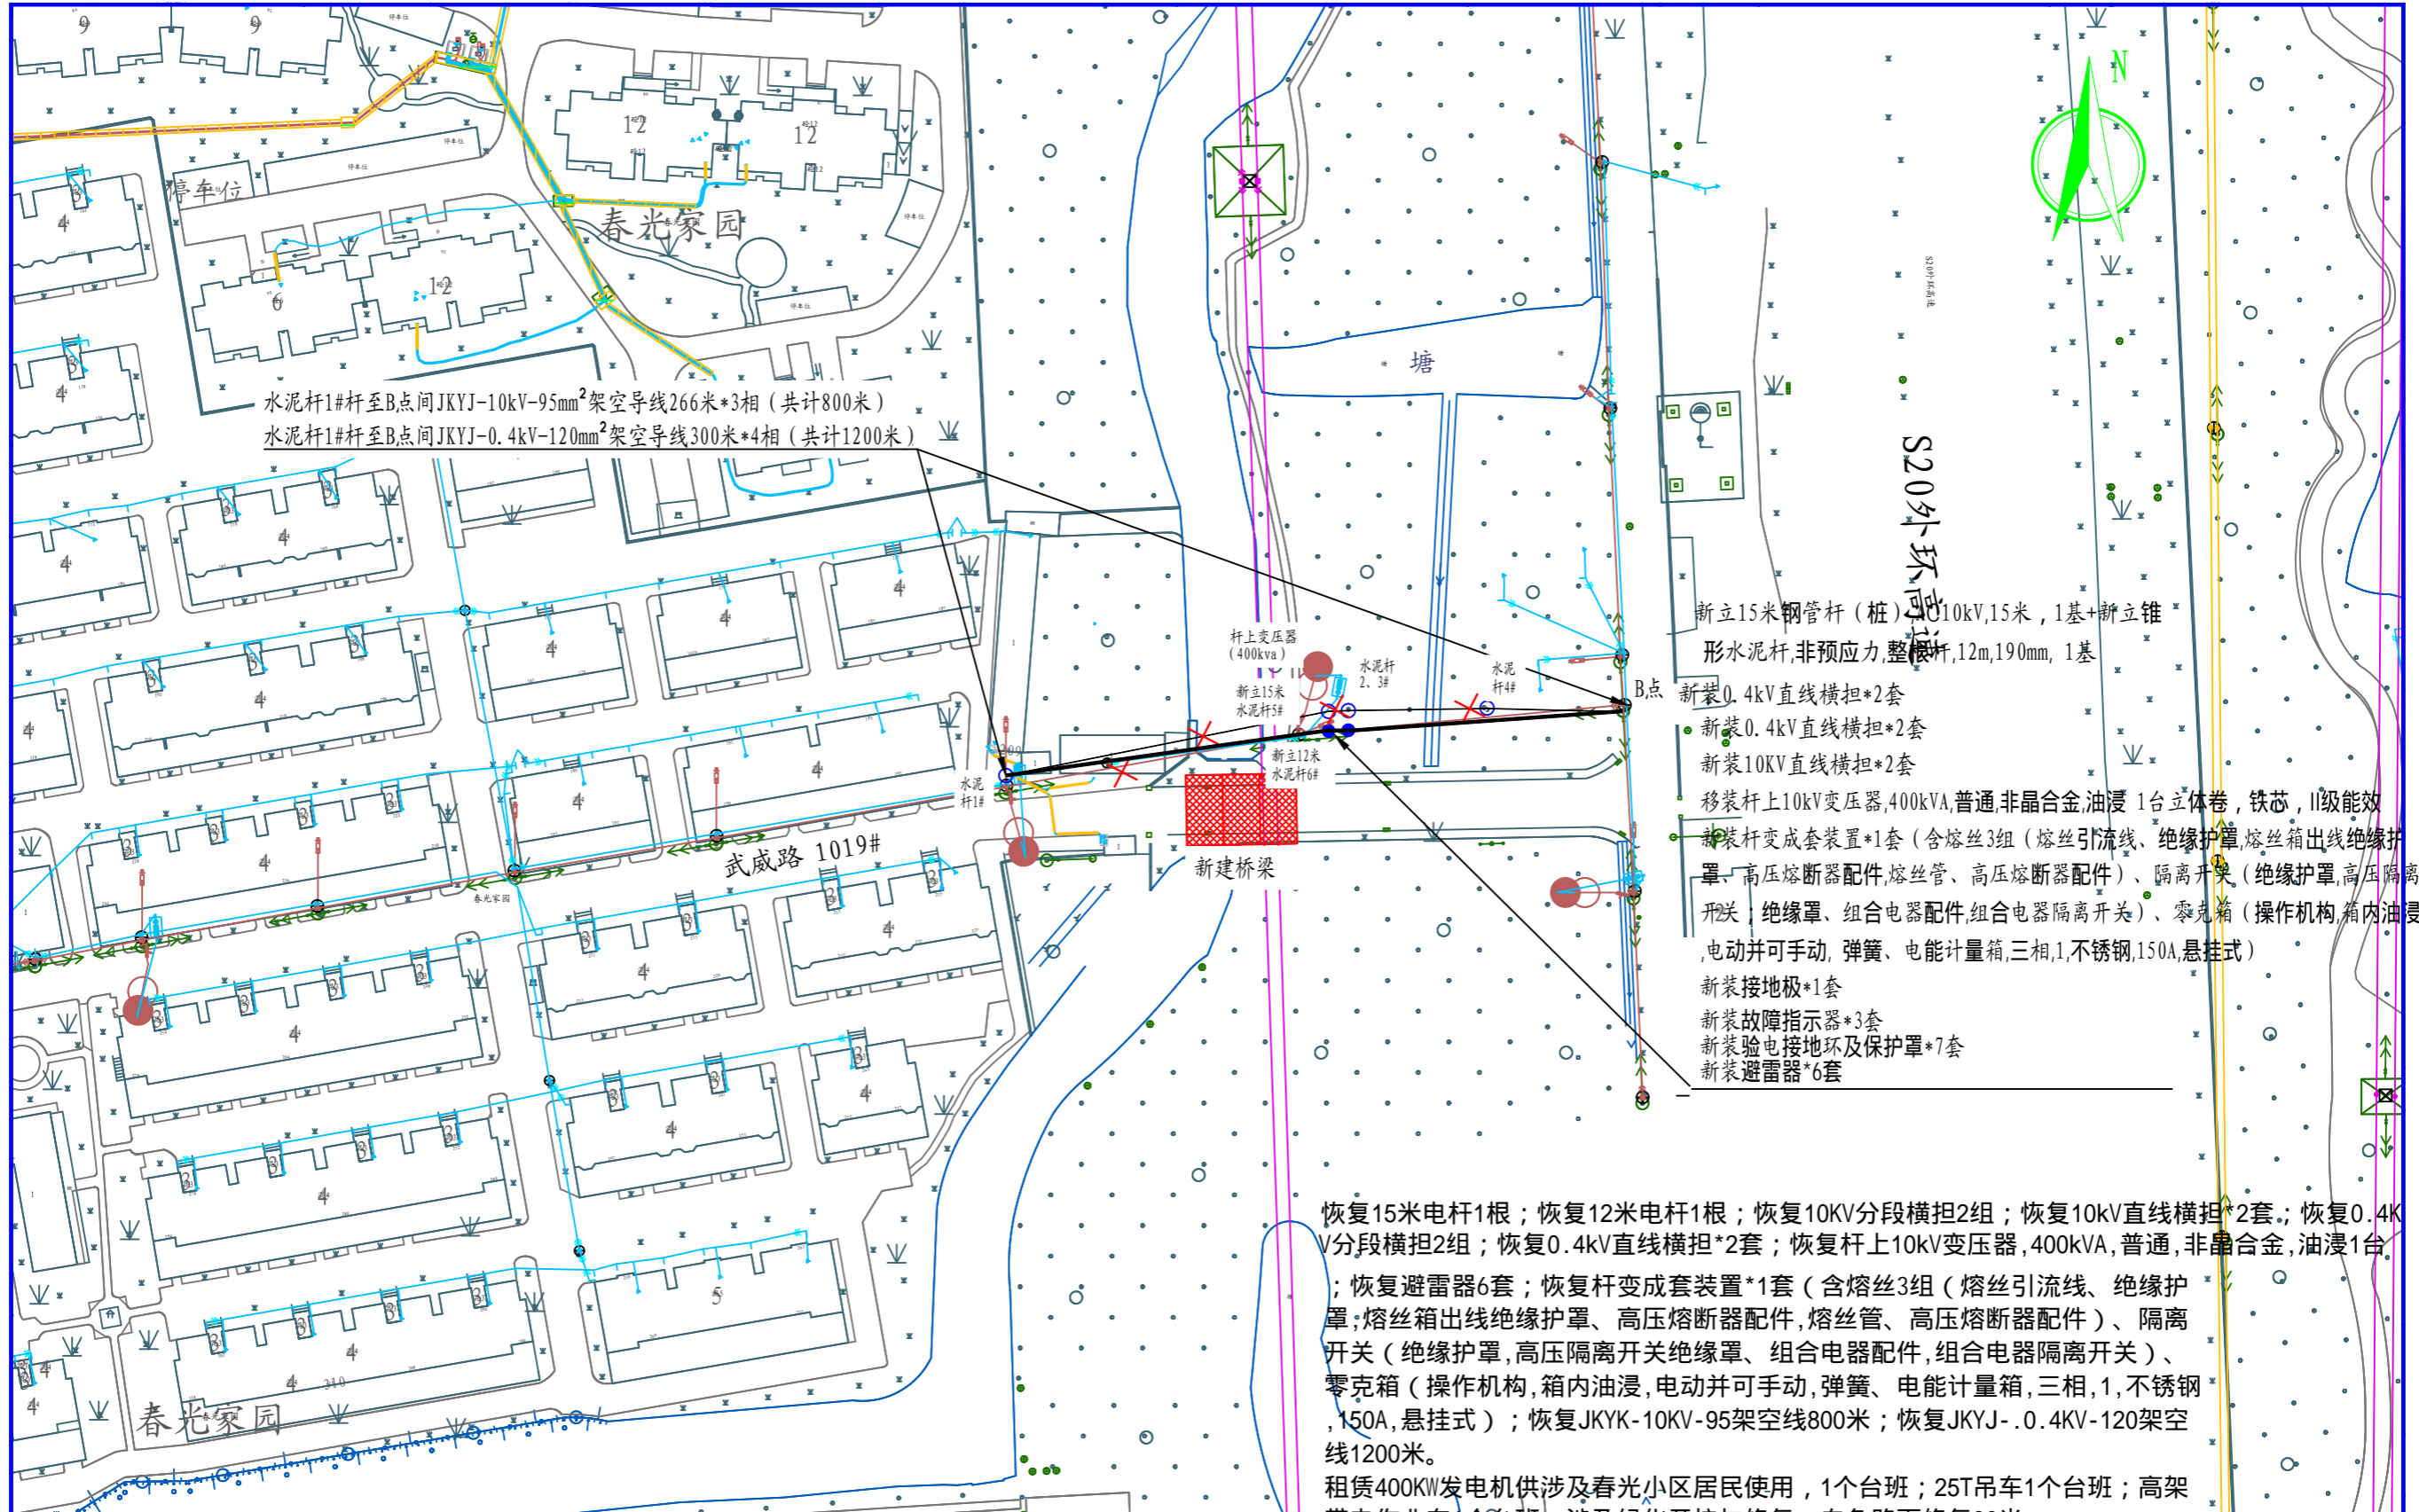 停车位
春光家园
N
塘
S20外环高速
S20外环高速
水泥杆1#杆至B点间JKYJ-10kV-95mm²架空导线266米*3相（共计800米）
水泥杆1#杆至B点间JKYJ-0.4kV-120mm²架空导线300米*4相（共计1200米）
杆上变压器
(400kva)
水泥杆
2、3#
水泥
杆4#
新立15米
水泥杆5#
新立12米
水泥杆6#
水泥
杆1#
B点
新建桥梁
武威路 1019#
春光家园
新立15米钢管杆（桩）,AC10kV,15米，1基+新立锥
形水泥杆,非预应力,整根杆,12m,190mm, 1基
新装0.4kV直线横担*2套
新装0.4kV直线横担*2套
新装10KV直线横担*2套
移装杆上10kV变压器,400kVA,普通,非晶合金,油浸 1台立体卷，铁芯，II级能效
新装杆变成套装置*1套（含熔丝3组（熔丝引流线、绝缘护罩,熔丝箱出线绝缘护
罩、高压熔断器配件,熔丝管、高压熔断器配件）、隔离开关（绝缘护罩,高压隔离
开关；绝缘罩、组合电器配件,组合电器隔离开关）、零克箱（操作机构,箱内油浸
,电动并可手动, 弹簧、电能计量箱,三相,1,不锈钢,150A,悬挂式）
新装接地极*1套
新装故障指示器*3套
新装验电接地环及保护罩*7套
新装避雷器*6套
恢复15米电杆1根；恢复12米电杆1根；恢复10KV分段横担2组；恢复10kV直线横担*2套；恢复0.4K
V分段横担2组；恢复0.4kV直线横担*2套；恢复杆上10kV变压器,400kVA,普通,非晶合金,油浸1台
；恢复避雷器6套；恢复杆变成套装置*1套（含熔丝3组（熔丝引流线、绝缘护
罩,熔丝箱出线绝缘护罩、高压熔断器配件,熔丝管、高压熔断器配件）、隔离
开关（绝缘护罩,高压隔离开关绝缘罩、组合电器配件,组合电器隔离开关）、
零克箱（操作机构,箱内油浸,电动并可手动,弹簧、电能计量箱,三相,1,不锈钢
,150A,悬挂式）；恢复JKYK-10KV-95架空线800米；恢复JKYJ-.0.4KV-120架空
线1200米。
租赁400KW发电机供涉及春光小区居民使用，1个台班；25T吊车1个台班；高架
春光家园